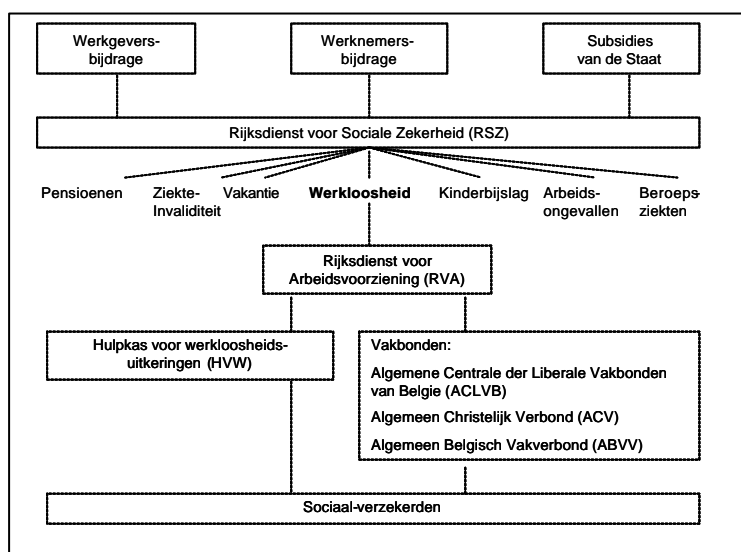 Werkgevers-
bijdrage
Werknemers-
bijdrage
Subsidies
van de Staat
Rijksdienst voor Sociale Zekerheid (RSZ)
Pensioenen
Ziekte-
Invaliditeit
Vakantie
Werkloosheid
Kinderbijslag
Arbeids-
ongevallen
Beroeps-
ziekten
Rijksdienst voor
Arbeidsvoorziening (RVA)
Hulpkas voor werkloosheids-
uitkeringen (HVW)
Vakbonden:
Algemene Centrale der Liberale Vakbonden
van Belgie (ACLVB)
Algemeen Christelijk Verbond (ACV)
Algemeen Belgisch Vakverbond (ABVV)
Sociaal-verzekerden